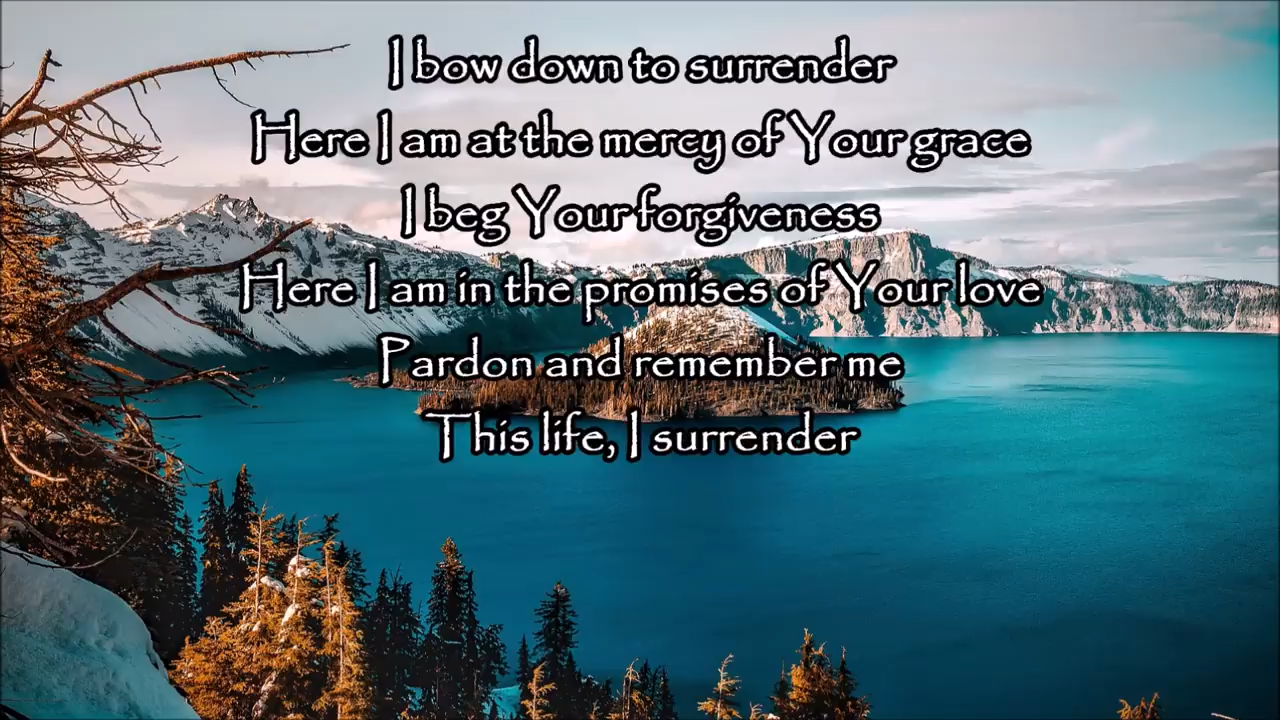 I bow down to surrender
Here I am at the mercy of Your grace
I beg Your forgiveness
Here I am in the promises of Your love
Pardon and remember me
This life, I surrender